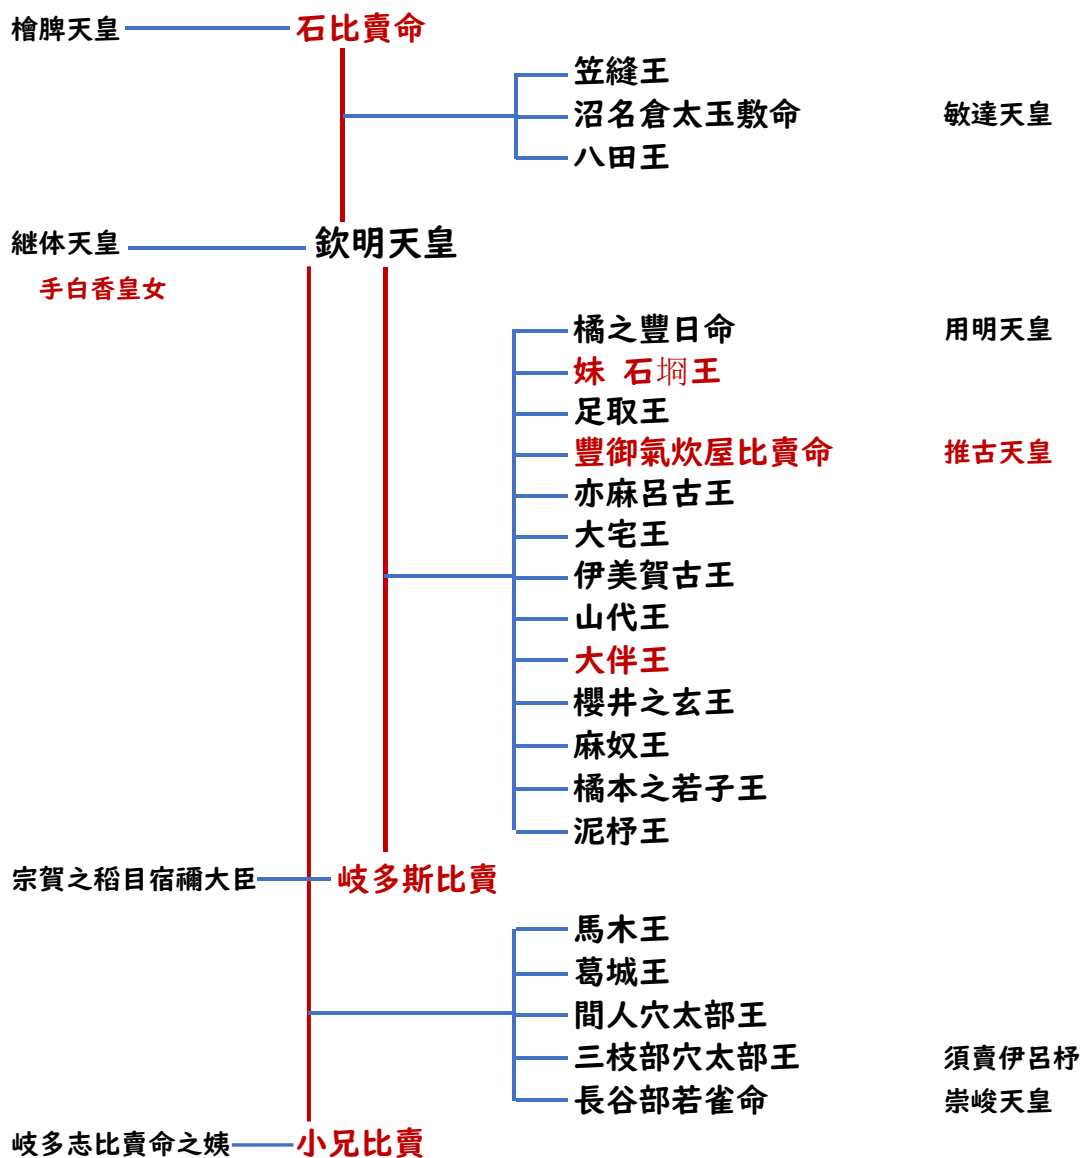 檜脾天皇 石比賣命
笠縫王
沼名倉太玉敷命 敏達天皇
八田王
継体天皇 欽明天皇
手白香皇女
橘之豐日命 用明天皇
妹 石坰王
足取王
豐御氣炊屋比賣命 推古天皇
亦麻呂古王
大宅王
伊美賀古王
山代王
大伴王
櫻井之玄王
麻奴王
橘本之若子王
泥杼王
宗賀之稻目宿禰大臣 岐多斯比賣
馬木王
葛城王
間人穴太部王
三枝部穴太部王 須賣伊呂杼
長谷部若雀命 崇峻天皇
岐多志比賣命之姨 小兄比賣